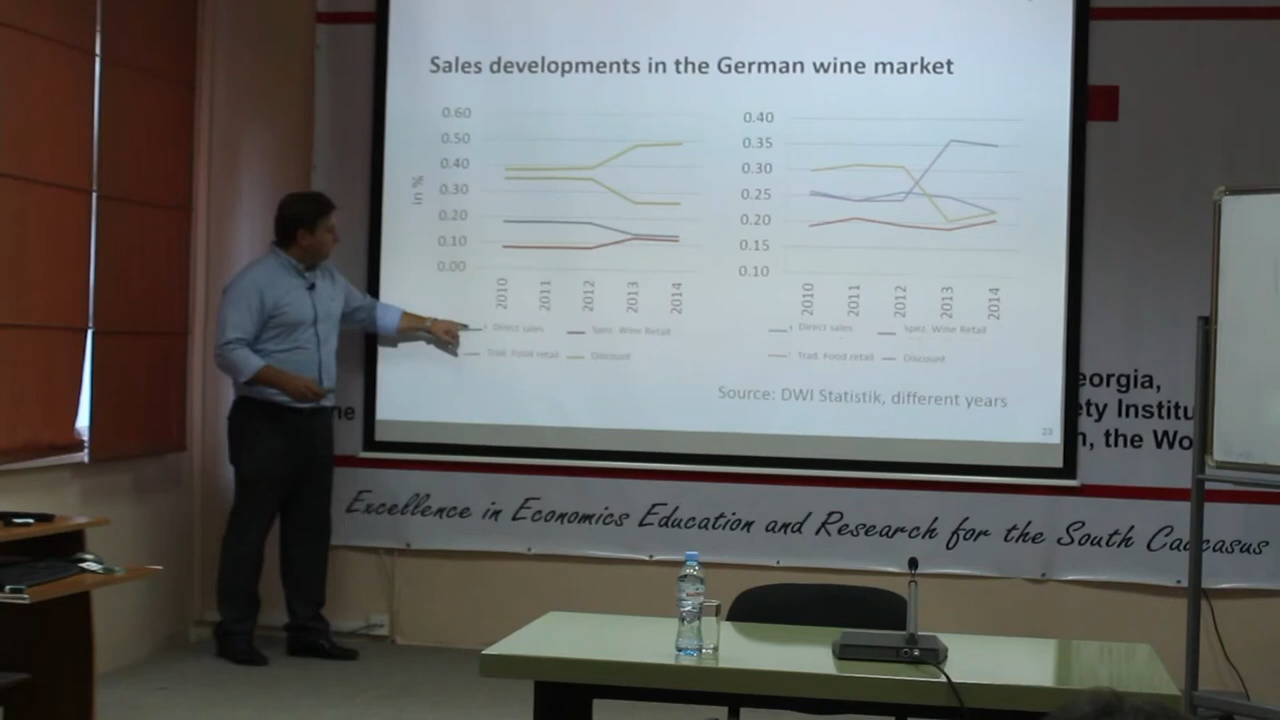 Sales developments in the German wine market
in %
0.60
0.50
0.40
0.30
0.20
0.10
0.00
2010
2011
2012
2013
2014
Direct sales
Spez. Wine Retail
Trad. Food retail
Discount
0.40
0.35
0.30
0.25
0.20
0.15
0.10
2010
2011
2012
2013
2014
Direct sales
Spez. Wine Retail
Trad. Food retail
Discount
Source: DWI Statistik, different years
23
ne
eorgia,
ety Institu
n, the Wo
Excellence in Economics Education and Research for the South Caucasus